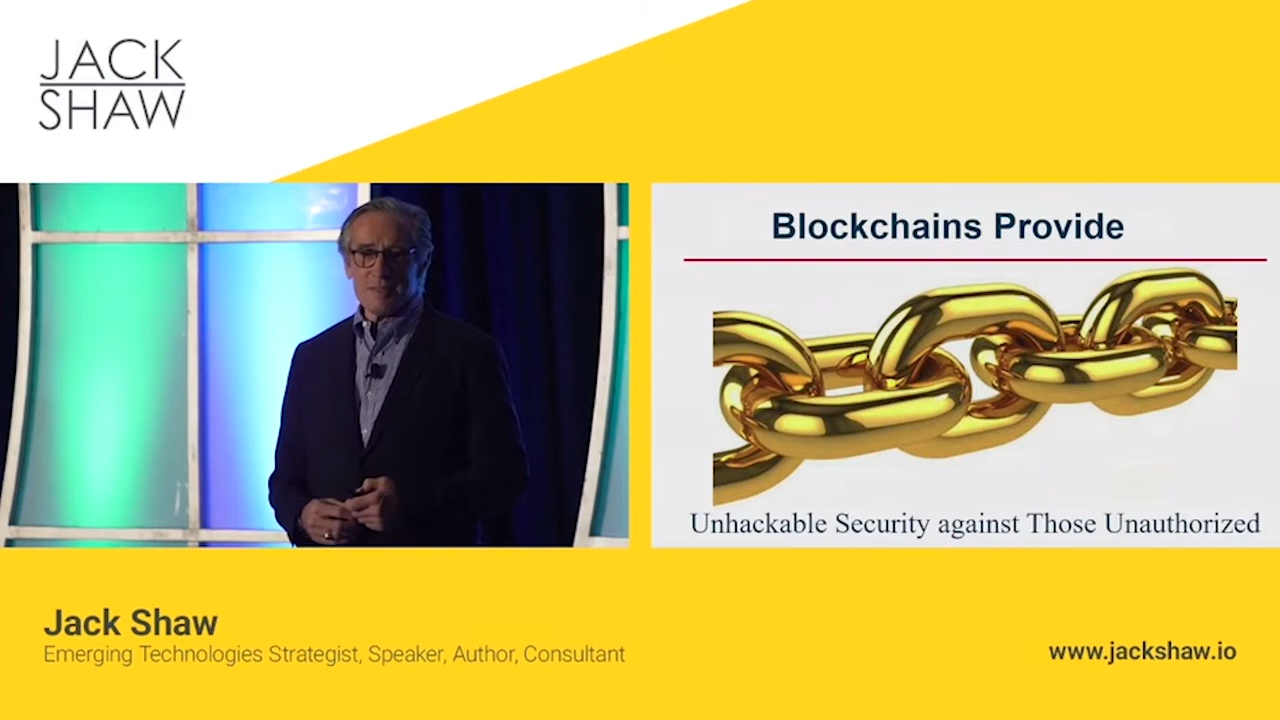 JACK
SHAW
Blockchains Provide
Unhackable Security against Those Unauthorized
Jack Shaw
Emerging Technologies Strategist, Speaker, Author, Consultant
www.jackshaw.io